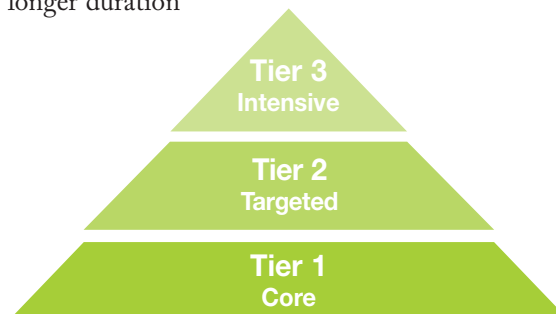 longer duration
Tier 3
Intensive
Tier 2
Targeted
Tier 1
Core